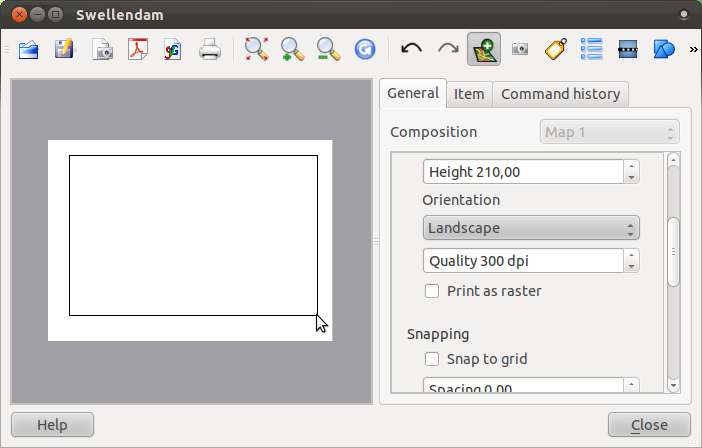 Swellendam
General Item Command history
Composition Map 1
Height 210,00
Orientation
Landscape
Quality 300 dpi
Print as raster
Snapping
Snap to grid
Spacing 0,00
Help Close